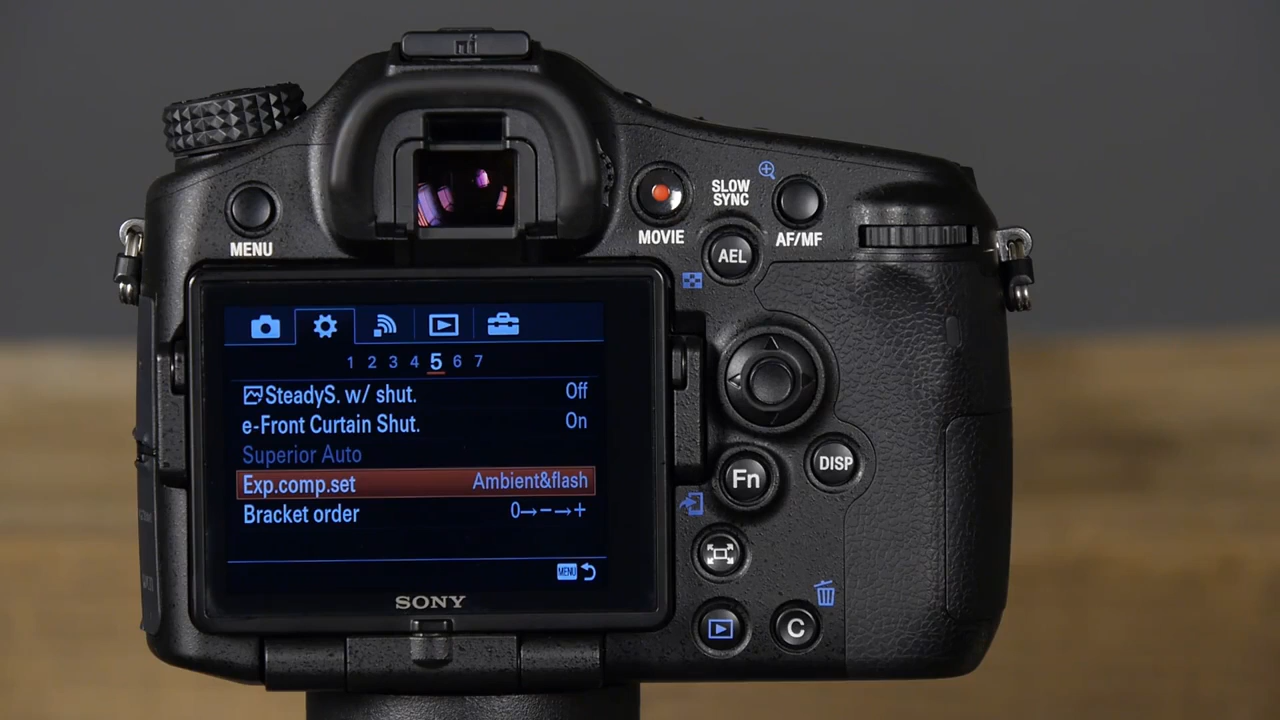 MENU
MOVIE
SLOW
SYNC
AF/MF
AEL
1 2 3 4 5 6 7
SteadyS. w/ shut. Off
e-Front Curtain Shut. On
Superior Auto
Exp.comp.set Ambient&flash
Bracket order 0→−→+
MENU
SONY
Fn
DISP
C